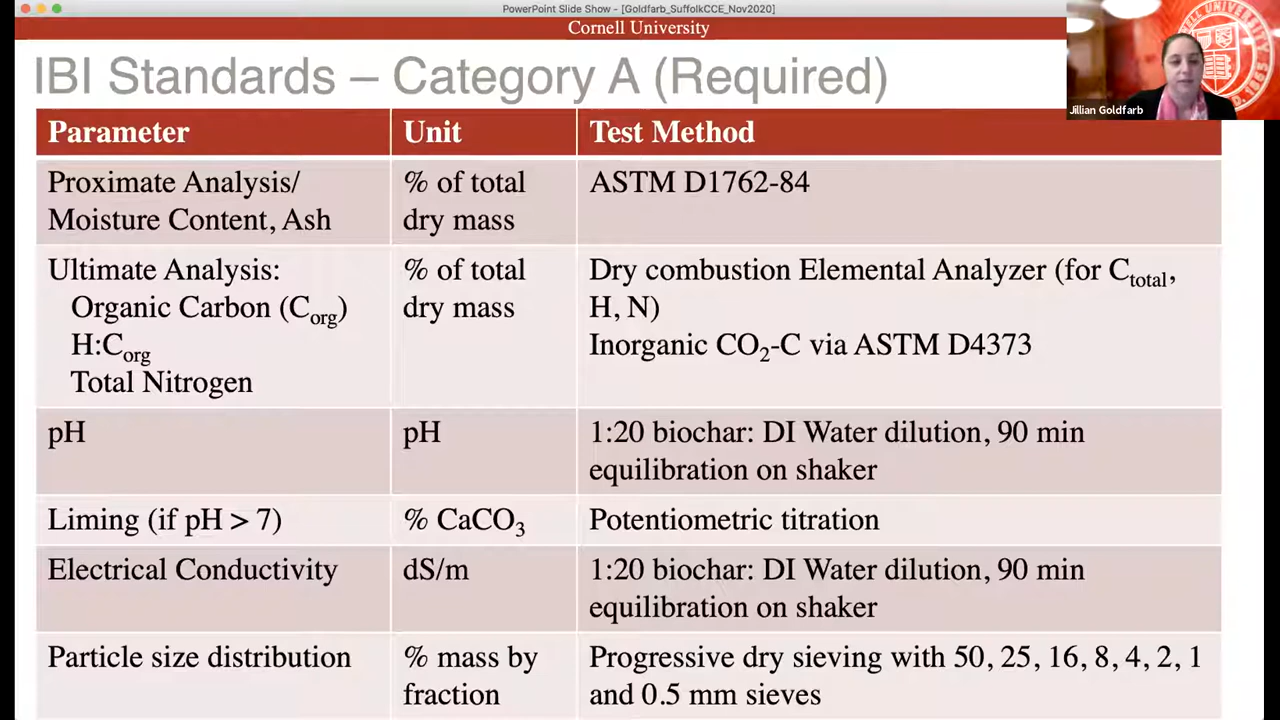 PowerPoint Slide Show - [Goldfarb_SuffolkCCE_Nov2020]
Cornell University
IBI Standards – Category A (Required)
Jillian Goldfarb
Parameter Unit Test Method
Proximate Analysis/ % of total ASTM D1762-84
Moisture Content, Ash dry mass
Ultimate Analysis: % of total Dry combustion Elemental Analyzer (for Ctotal,
Organic Carbon (Corg) dry mass H, N)
H:Corg Inorganic CO2-C via ASTM D4373
Total Nitrogen
pH pH 1:20 biochar: DI Water dilution, 90 min
equilibration on shaker
Liming (if pH > 7) % CaCO3 Potentiometric titration
Electrical Conductivity dS/m 1:20 biochar: DI Water dilution, 90 min
equilibration on shaker
Particle size distribution % mass by Progressive dry sieving with 50, 25, 16, 8, 4, 2, 1
fraction and 0.5 mm sieves